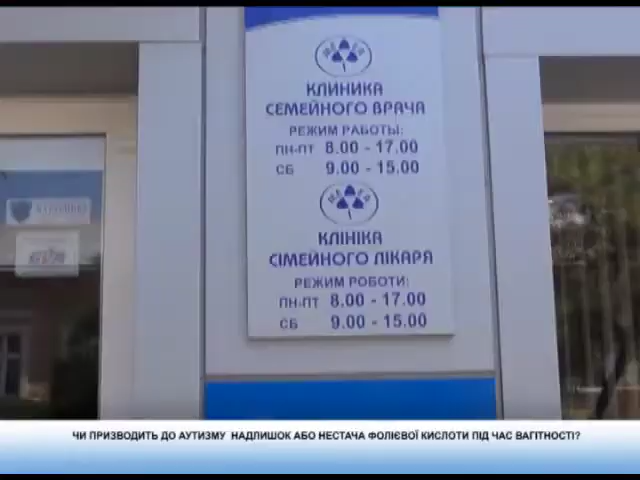 КЛИНИКА
СЕМЕЙНОГО ВРАЧА
РЕЖИМ РАБОТЫ:
ПН-ПТ 8.00 - 17.00
СБ 9.00 - 15.00
КЛІНІКА
СІМЕЙНОГО ЛІКАРЯ
РЕЖИМ РОБОТИ:
ПН-ПТ 8.00 - 17.00
СБ 9.00 - 15.00
ЧИ ПРИЗВОДИТЬ ДО АУТИЗМУ НАДЛИШОК АБО НЕСТАЧА ФОЛІЄВОЇ КИСЛОТИ ПІД ЧАС ВАГІТНОСТІ?